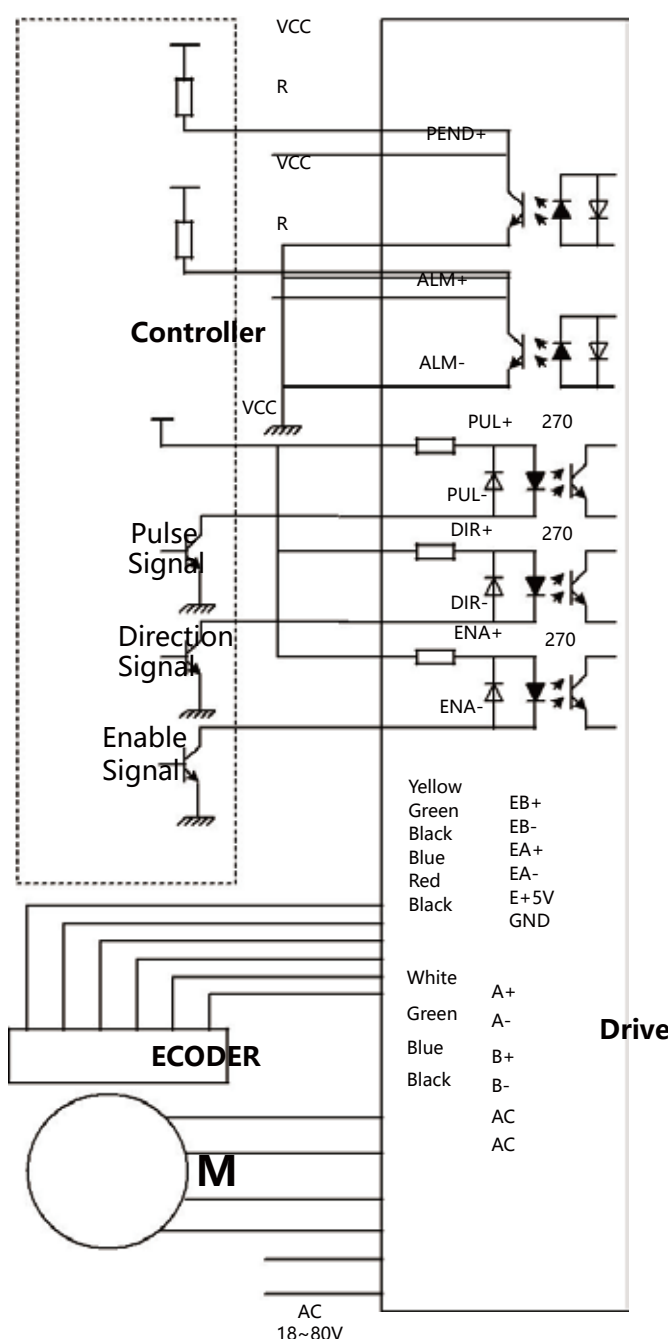 VCC
R
PEND+
VCC
R
ALM+
Controller
ALM-
VCC
PUL+ 270
PUL-
Pulse
Signal
DIR+ 270
DIR-
Direction
Signal
ENA+ 270
ENA-
Enable
Signal
Yellow EB+
Green EB-
Black EA+
Blue EA-
Red E+5V
Black GND
White A+
Green A-
Drive
ECODER
Blue B+
Black B-
AC
AC
M
AC
18~80V